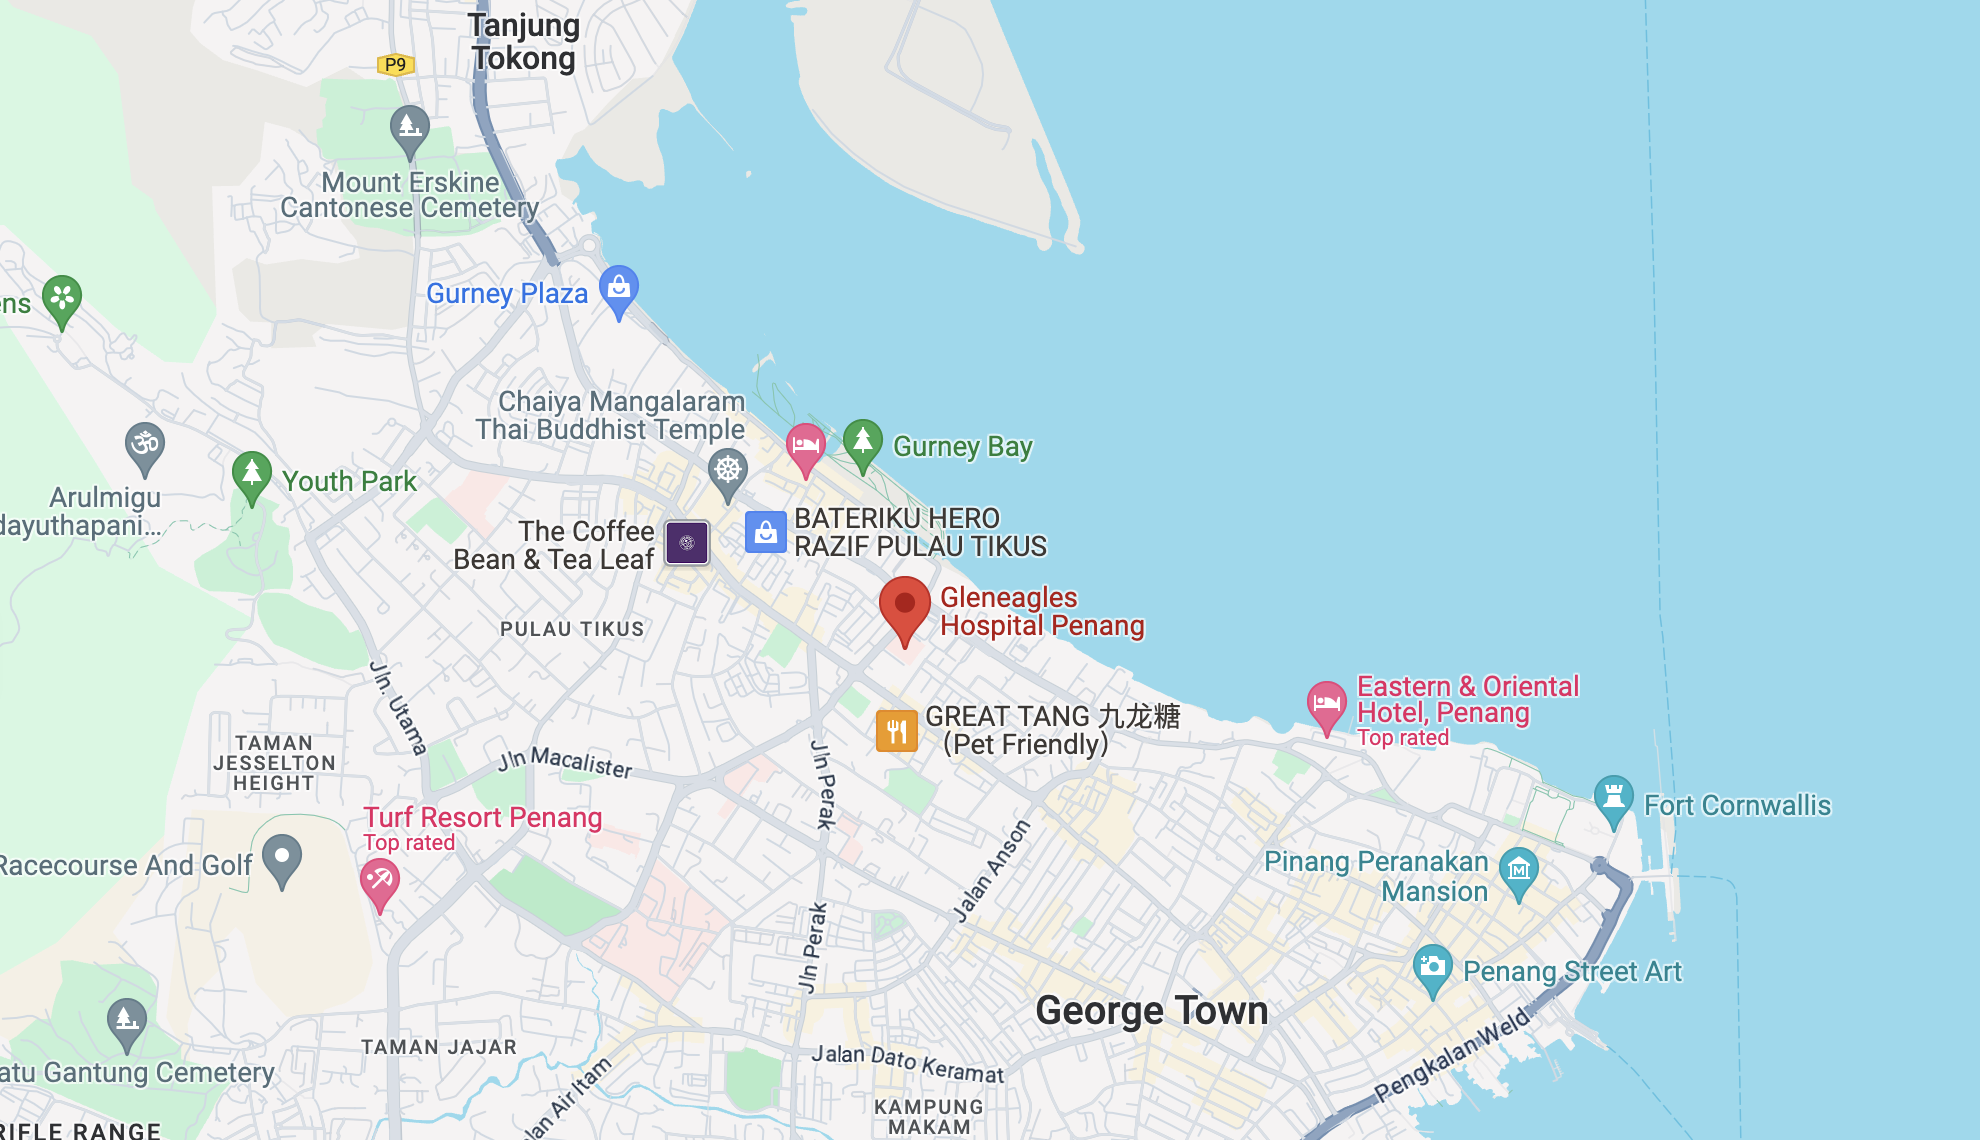 Tanjung
Tokong
P9
Mount Erskine
Cantonese Cemetery
Gurney Plaza
ens
Chaiya Mangalaram
Thai Buddhist Temple
Gurney Bay
Youth Park
Arulmigu
dayuthapani...
The Coffee
Bean & Tea Leaf
BATERIKU HERO
RAZIF PULAU TIKUS
Gleneagles
Hospital Penang
PULAU TIKUS
Jln. Utama
Eastern & Oriental
Hotel, Penang
Top rated
GREAT TANG 九龙糖
(Pet Friendly)
TAMAN
JESSELTON
HEIGHT
Jln Macalister
Jln Perak
Turf Resort Penang
Top rated
Fort Cornwallis
Racecourse And Golf
Jalan Anson
Pinang Peranakan
Mansion
M
Jln Perak
Penang Street Art
George Town
TAMAN JAJAR
Jalan Dato Keramat
Pengkalan Weld
atu Gantung Cemetery
alan Air Itam
KAMPUNG
MAKAM
RIFLE RANGE